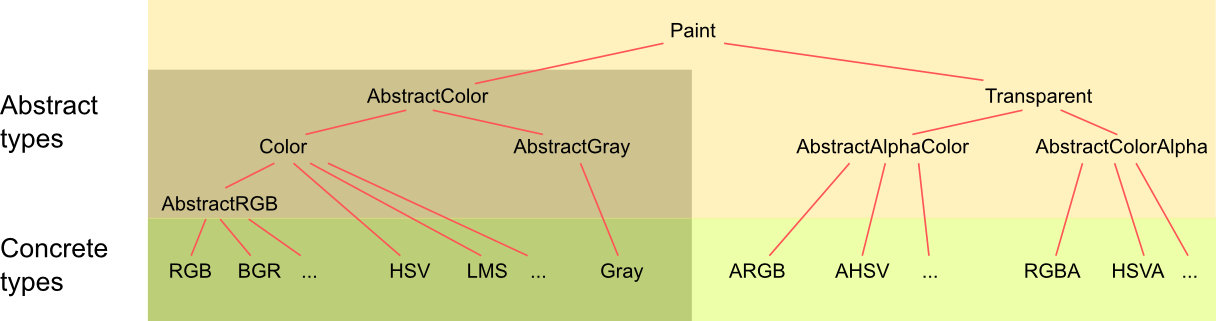 Paint
Abstract
types
AbstractColor
Transparent
Color
AbstractGray
AbstractAlphaColor
AbstractColorAlpha
AbstractRGB
Concrete
types
RGB BGR ... HSV LMS ... Gray ARGB AHSV ... RGBA HSVA ...